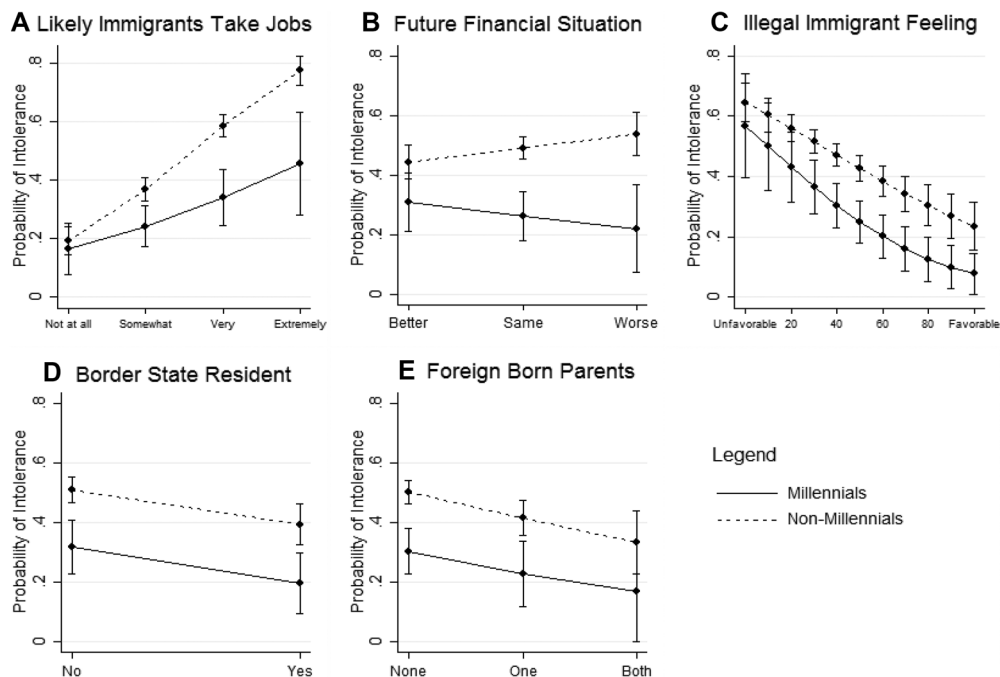 A Likely Immigrants Take Jobs
Probability of Intolerance
.8
.6
.4
.2
0
Not at all Somewhat Very Extremely
B Future Financial Situation
Probability of Intolerance
.8
.6
.4
.2
0
Better Same Worse
C Illegal Immigrant Feeling
Probability of Intolerance
.8
.6
.4
.2
0
Unfavorable 20 40 60 80 Favorable
D Border State Resident
Probability of Intolerance
.8
.6
.4
.2
0
No Yes
E Foreign Born Parents
Probability of Intolerance
.8
.6
.4
.2
0
None One Both
Legend
Millennials
Non-Millennials